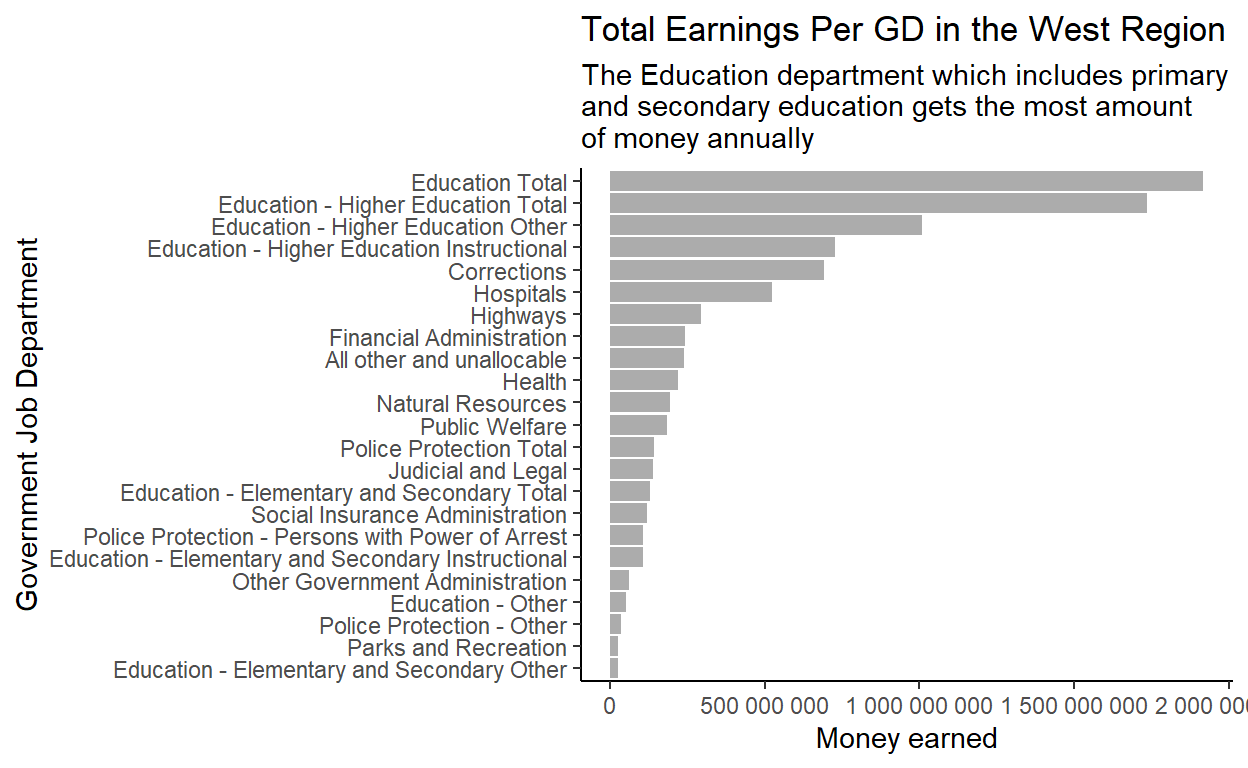 Total Earnings Per GD in the West Region
The Education department which includes primary
and secondary education gets the most amount
of money annually
Government Job Department
Education Total
Education - Higher Education Total
Education - Higher Education Other
Education - Higher Education Instructional
Corrections
Hospitals
Highways
Financial Administration
All other and unallocable
Health
Natural Resources
Public Welfare
Police Protection Total
Judicial and Legal
Education - Elementary and Secondary Total
Social Insurance Administration
Police Protection - Persons with Power of Arrest
Education - Elementary and Secondary Instructional
Other Government Administration
Education - Other
Police Protection - Other
Parks and Recreation
Education - Elementary and Secondary Other
0 500 000 000 1 000 000 000 1 500 000 000 2 000 00
Money earned